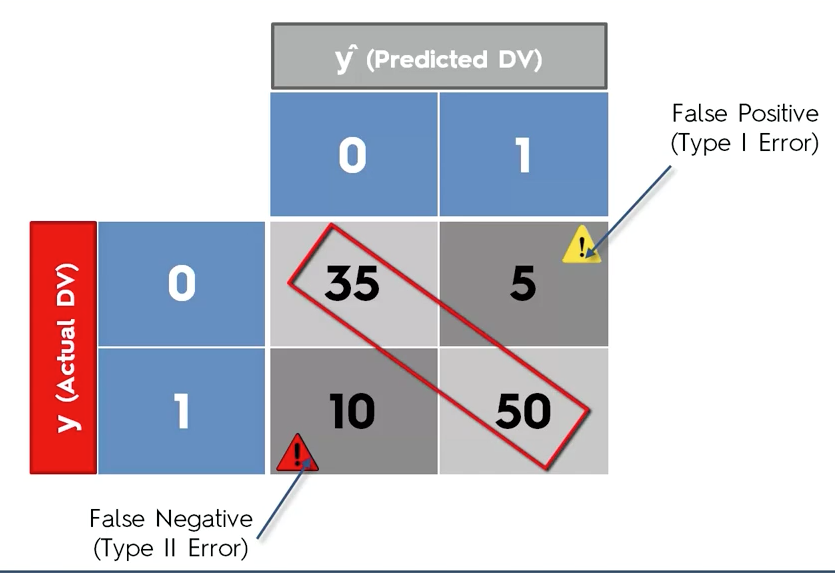 ŷ (Predicted DV)
False Positive
(Type I Error)
0 1
y (Actual DV)
0 35 5
1 10 50
False Negative
(Type II Error)